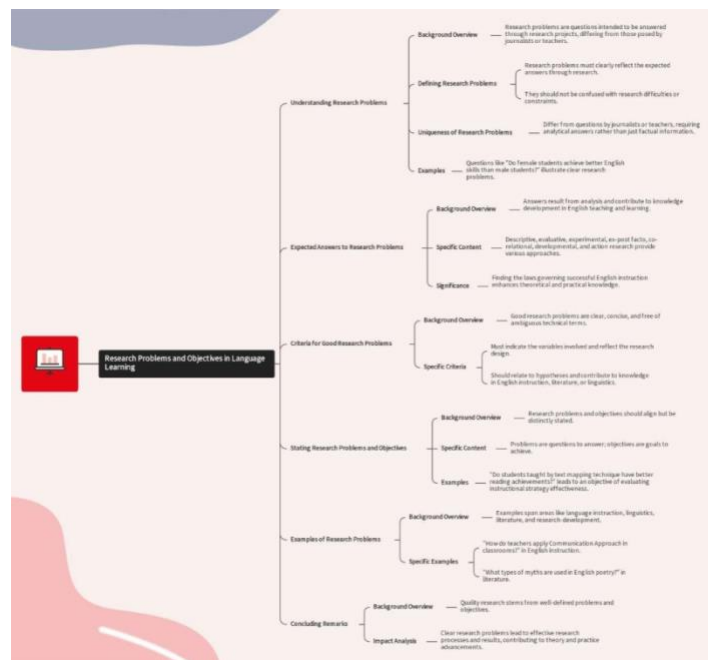 Research Problems and Objectives in Language
Learning
Understanding Research Problems
Background Overview
Research problems are questions intended to be answered
through research projects, differing from those posed by
journalists or teachers.
Defining Research Problems
Research problems must clearly reflect the expected
answers through research.
They should not be confused with research difficulties or
constraints.
Uniqueness of Research Problems
Differ from questions by journalists or teachers, requiring
analytical answers rather than just factual information.
Examples
Questions like "Do female students achieve better English
skills than male students?" illustrate clear research
problems.
Expected Answers to Research Problems
Background Overview
Answers result from analysis and contribute to knowledge
development in English teaching and learning.
Specific Content
Descriptive, evaluative, experimental, ex-post facto, co-
relational, developmental, and action research provide
various approaches.
Significance
Finding the laws governing successful English instruction
enhances theoretical and practical knowledge.
Criteria for Good Research Problems
Background Overview
Good research problems are clear, concise, and free of
ambiguous technical terms.
Specific Criteria
Must indicate the variables involved and reflect the research
design.
Should relate to hypotheses and contribute to knowledge
in English instruction, literature, or linguistics.
Stating Research Problems and Objectives
Background Overview
Research problems and objectives should align but be
distinctly stated.
Specific Content
Problems are questions to answer; objectives are goals to
achieve.
Examples
"Do students taught by text mapping technique have better
reading achievements?" leads to an objective of evaluating
instructional strategy effectiveness.
Examples of Research Problems
Background Overview
Examples span areas like language instruction, linguistics,
literature, and research development.
Specific Examples
"How do teachers apply Communication Approach in
classrooms?" in English instruction.
"What types of myths are used in English poetry?" in
literature.
Concluding Remarks
Background Overview
Quality research stems from well-defined problems and
objectives.
Impact Analysis
Clear research problems lead to effective research
processes and results, contributing to theory and practice
advancements.